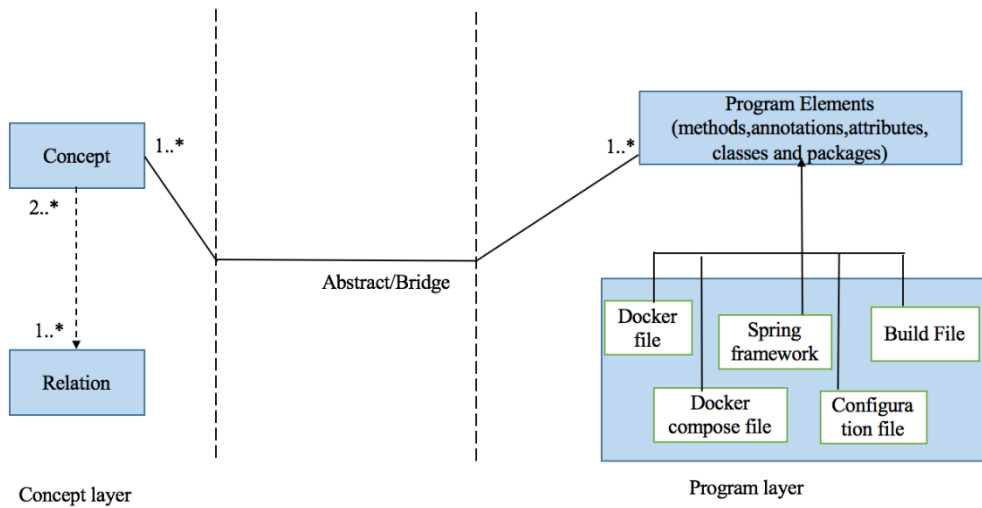 Concept
1..*
2..*
1..*
Relation
Concept layer
Abstract/Bridge
1..*
Program Elements
(methods,annotations,attributes,
classes and packages)
Docker
file
Spring
framework
Build File
Docker
compose file
Configura
tion file
Program layer